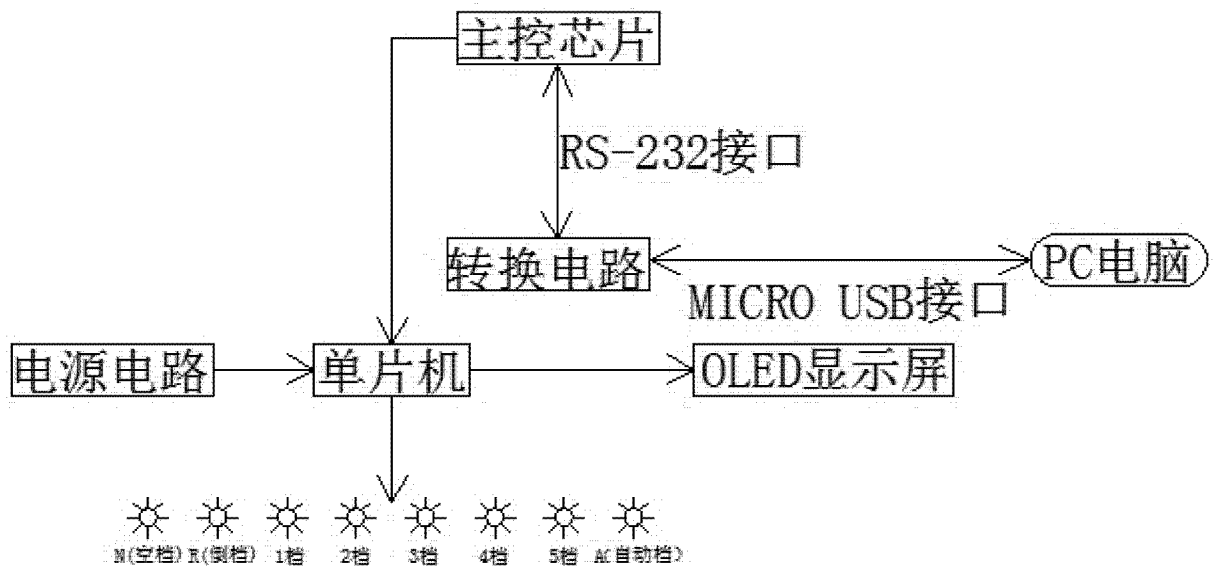 主控芯片
RS-232接口
转换电路
PC电脑
MICRO USB接口
电源电路
单片机
OLED显示屏
N(空档) R(倒档) 1档 2档 3档 4档 5档 A(自动档)